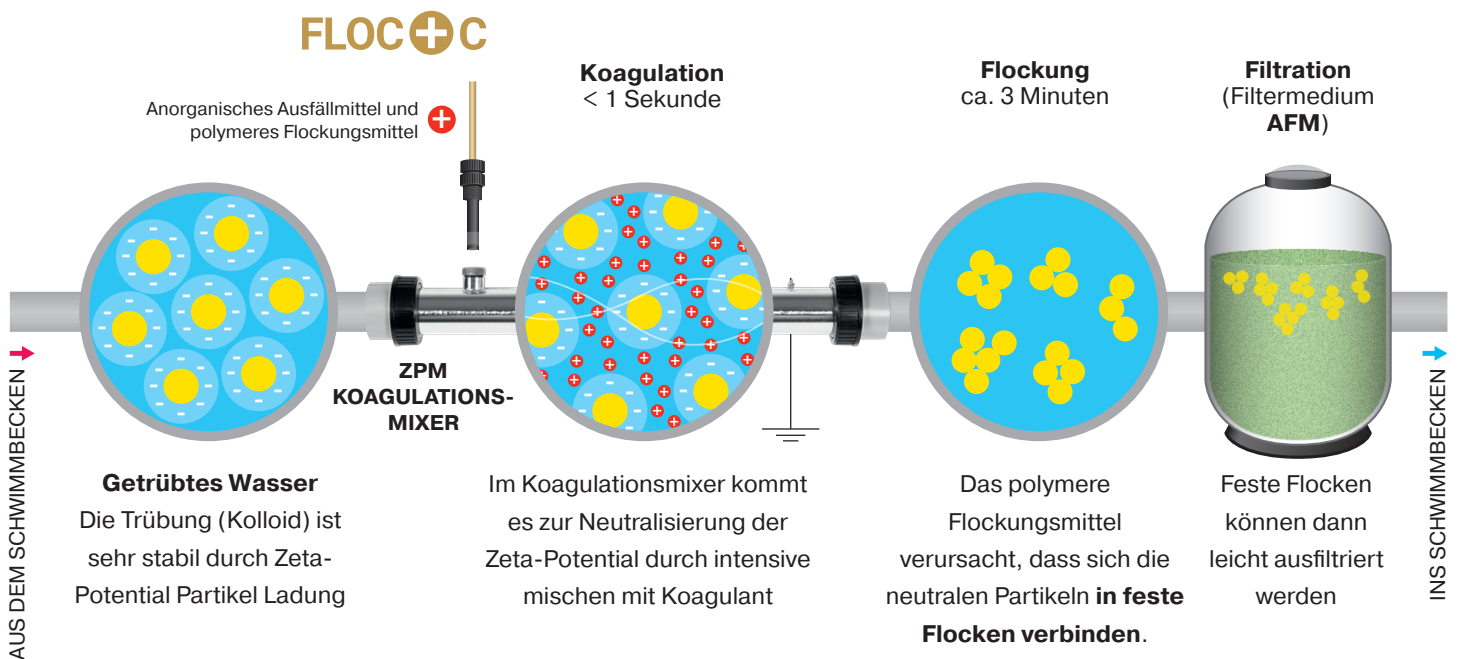 FLOC+C
Anorganisches Ausfällmittel und
polymeres Flockungsmittel
Koagulation
< 1 Sekunde
Flockung
ca. 3 Minuten
Filtration
(Filtermedium
AFM)
ZPM
KOAGULATIONS-
MIXER
AUS DEM SCHWIMMBECKEN
INS SCHWIMMBECKEN
Getrübtes Wasser
Die Trübung (Kolloid) ist
sehr stabil durch Zeta-
Potential Partikel Ladung
Im Koagulationsmixer kommt
es zur Neutralisierung der
Zeta-Potential durch intensive
mischen mit Koagulant
Das polymere
Flockungsmittel
verursacht, dass sich die
neutralen Partikeln in feste
Flocken verbinden.
Feste Flocken
können dann
leicht ausfiltriert
werden